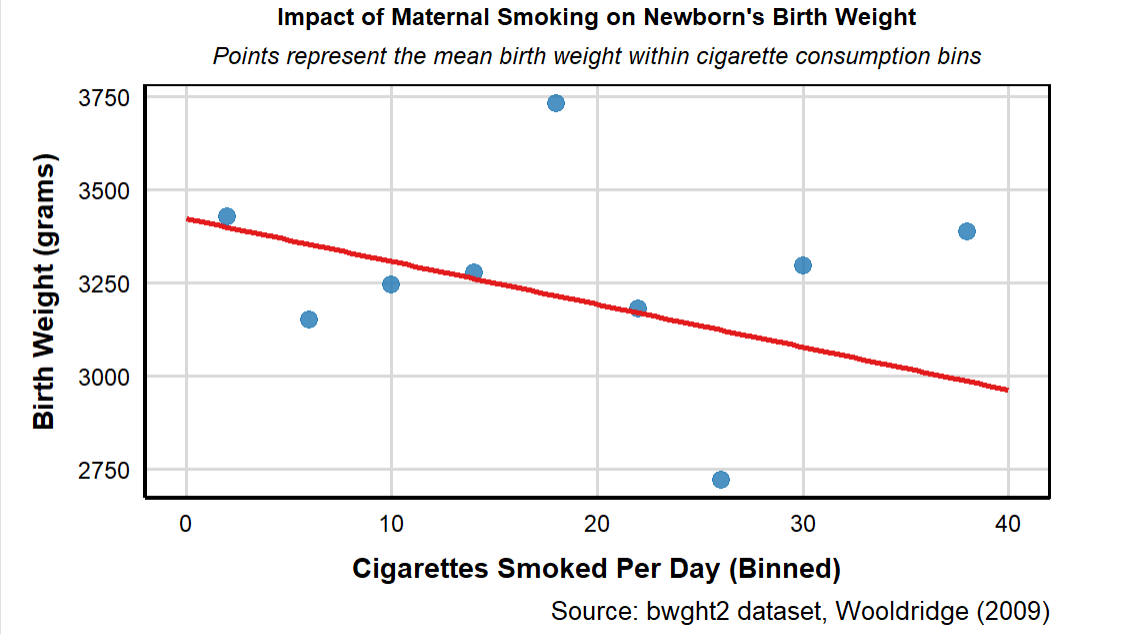 Impact of Maternal Smoking on Newborn's Birth Weight
Points represent the mean birth weight within cigarette consumption bins
Birth Weight (grams)
3750
3500
3250
3000
2750
0 10 20 30 40
Cigarettes Smoked Per Day (Binned)
Source: bwght2 dataset, Wooldridge (2009)